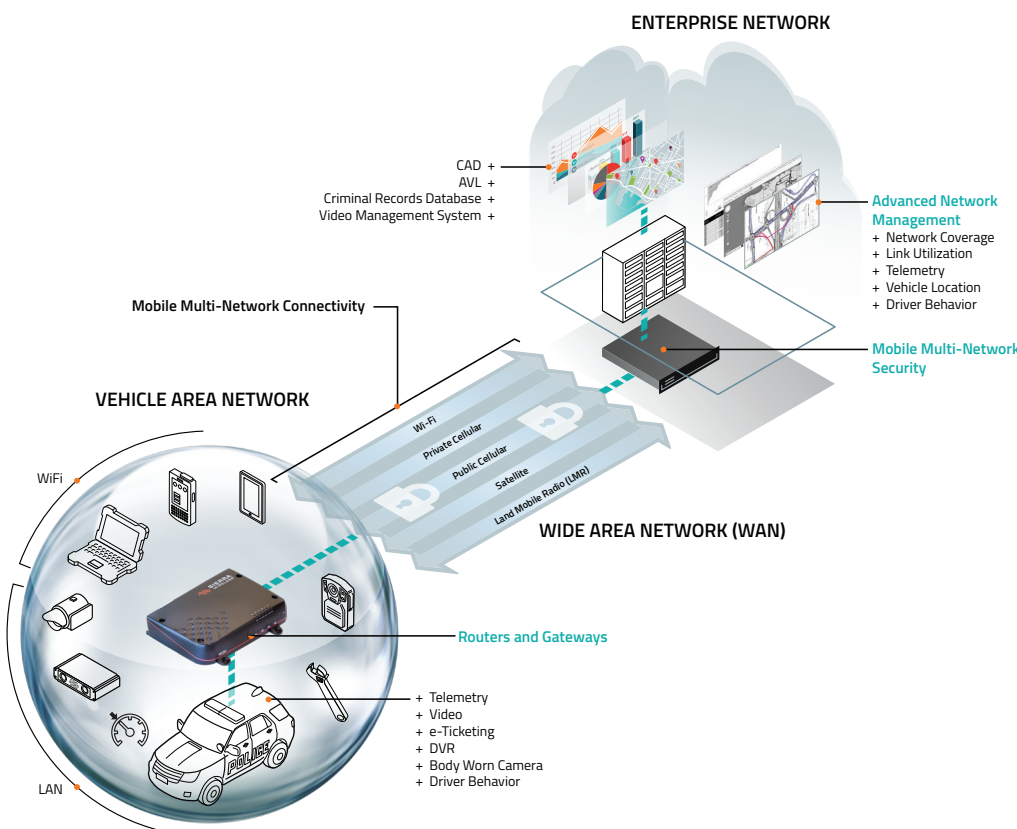 ENTERPRISE NETWORK
CAD +
AVL +
Criminal Records Database +
Video Management System +
Advanced Network
Management
+ Network Coverage
+ Link Utilization
+ Telemetry
+ Vehicle Location
+ Driver Behavior
Mobile Multi-Network Connectivity
Mobile Multi-Network
Security
VEHICLE AREA NETWORK
Wi-Fi
Private Cellular
Public Cellular
Satellite
Land Mobile Radio (LMR)
WiFi
WIDE AREA NETWORK (WAN)
SIERRA
WIRELESS
Routers and Gateways
+ Telemetry
+ Video
+ e-Ticketing
+ DVR
+ Body Worn Camera
+ Driver Behavior
POLICE
LAN